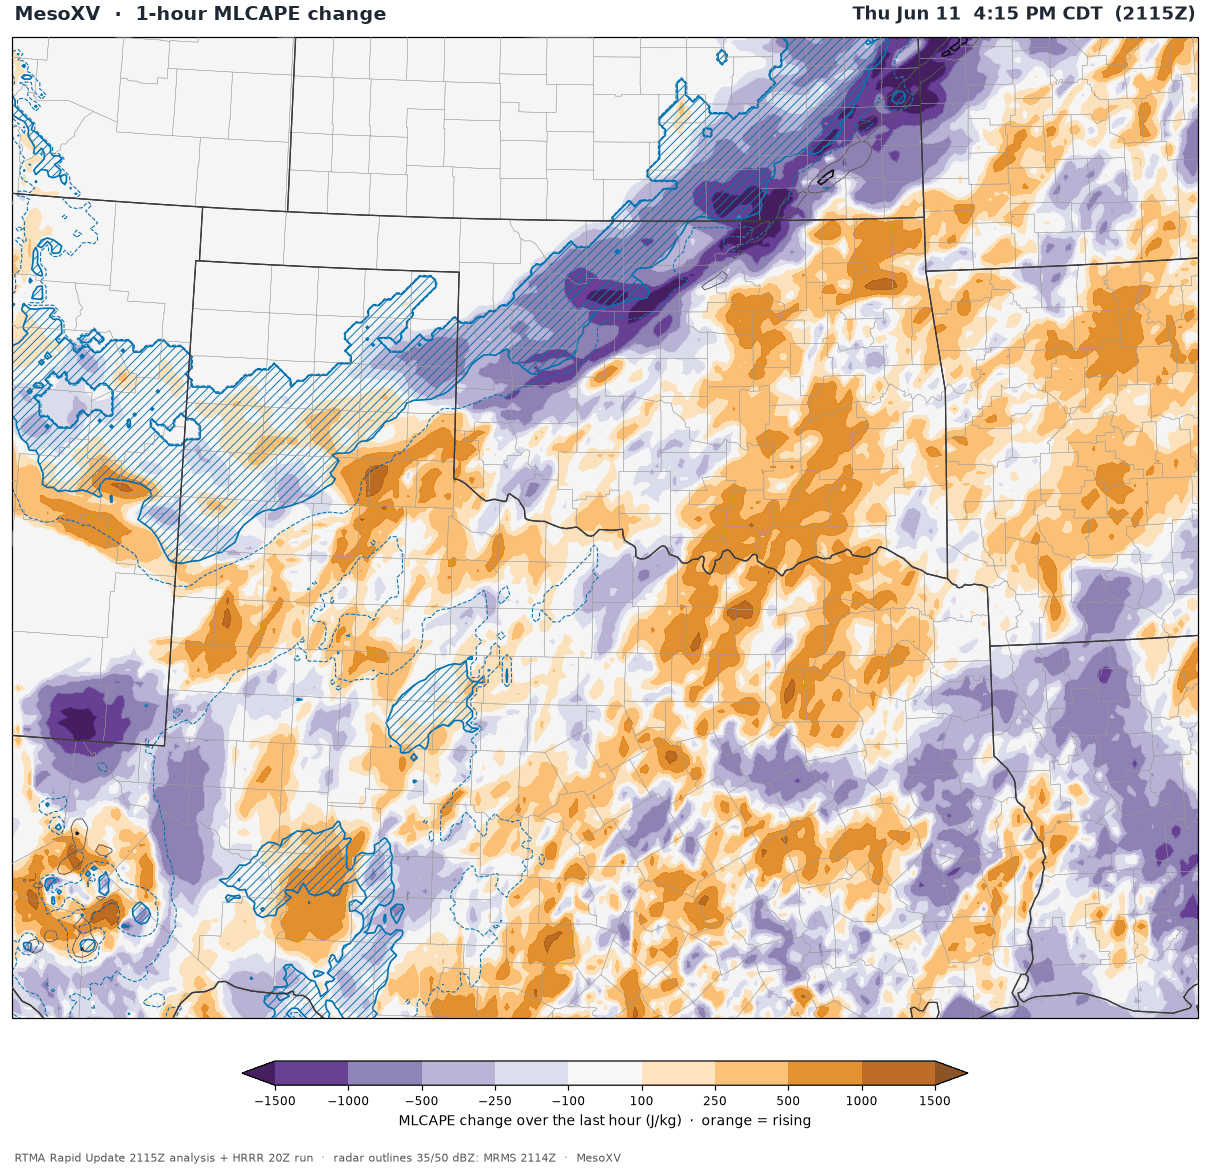 MesoXV · 1-hour MLCAPE change
Thu Jun 11 4:15 PM CDT (2115Z)
−1500 −1000 −500 −250 −100 100 250 500 1000 1500
MLCAPE change over the last hour (J/kg) · orange = rising
RTMA Rapid Update 2115Z analysis + HRRR 20Z run · radar outlines 35/50 dBZ: MRMS 2114Z · MesoXV